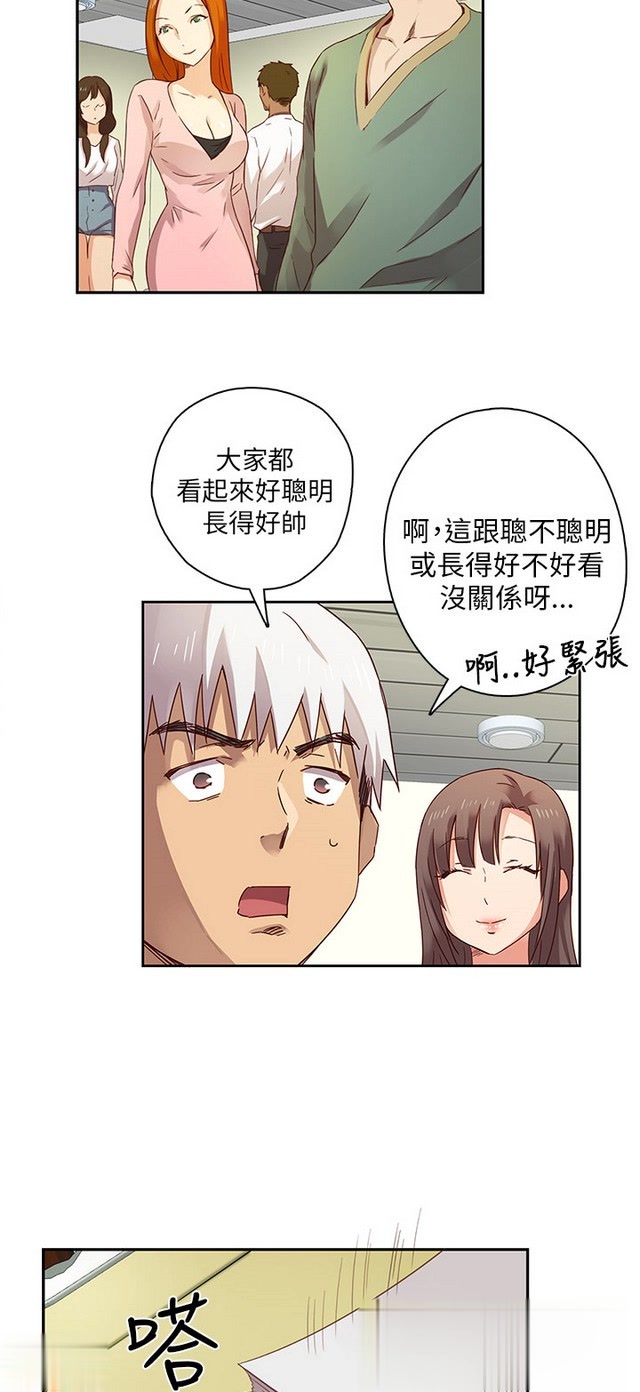 大家都
看起來好聰明
長得好帥
啊，這跟聰不聰明
或長得好不好看
沒關係呀...
啊..好緊張
嗒